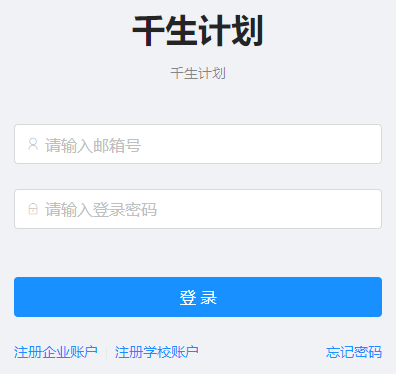 千生计划
千生计划
请输入邮箱号
请输入登录密码
登 录
注册企业账户 | 注册学校账户 忘记密码